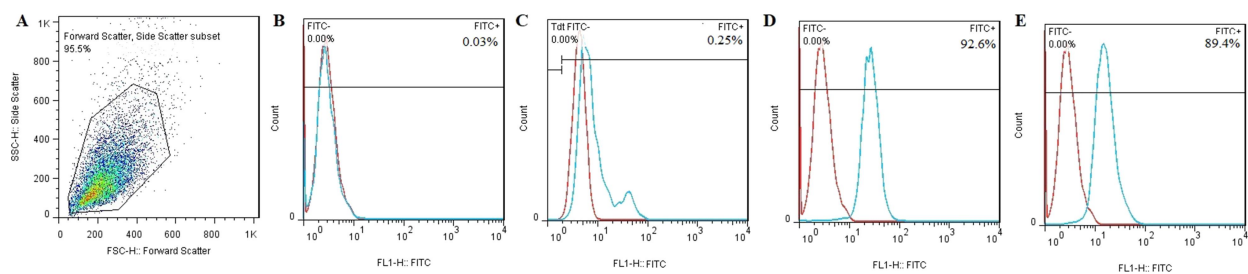 A
Forward Scatter, Side Scatter subset
95.5%
1K
800
600
400
200
0
0 200 400 600 800 1K
SSC-H:: Side Scatter
FSC-H:: Forward Scatter
B
FITC-
0.00%
FITC+
0.03%
Count
0
10^0 10^1 10^2 10^3 10^4
FL1-H:: FITC
C
Tdt FITC-
0.00%
FITC+
0.25%
Count
0
10^0 10^1 10^2 10^3 10^4
FL1-H:: FITC
D
FITC-
0.00%
FITC+
92.6%
Count
0
10^0 10^1 10^2 10^3 10^4
FL1-H:: FITC
E
FITC-
0.00%
FITC+
89.4%
Count
0
10^0 10^1 10^2 10^3 10^4
FL1-H:: FITC